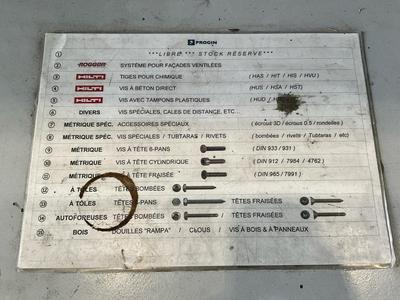 PROGIN
1 ***LIBRE*** STOCK RÉSERVE***
2 ROGGER SYSTÈME POUR FAÇADES VENTILÉES
3 HILTI TIGES POUR CHIMIQUE ( HAS / HIT / HIS / HVU )
4 HILTI VIS À BÉTON DIRECT ( HUS / HSA / HST )
5 HILTI VIS AVEC TAMPONS PLASTIQUES ( HUD /
6 DIVERS VIS SPÉCIALES, CALES DE DISTANCE, ETC...
7 MÉTRIQUE SPÉC. ACCESSOIRES SPÉCIAUX ( écrous 3D / écrous 0.5 / rondelles )
8 MÉTRIQUE SPÉC. VIS SPÉCIALES / TUBTARAS / RIVETS ( bombées / rivets / Tubtaras / etc)
9 MÉTRIQUE VIS À TÊTE 6-PANS ( DIN 933 / 931 )
10 MÉTRIQUE VIS À TÊTE CYLINDRIQUE ( DIN 912 / 7984 / 4762 )
11 MÉTRIQUE VIS À TÊTE FRAISÉE ( DIN 965 / 7991 )
12 À TÔLES TÊTES BOMBÉES
13 À TÔLES TÊTES 6-PANS TÊTES FRAISÉES
14 AUTOFOREUSES TÊTES BOMBÉES TÊTES FRAISÉES
15 BOIS DOUILLES "RAMPA" / CLOUS / VIS À BOIS & À PANNEAUX